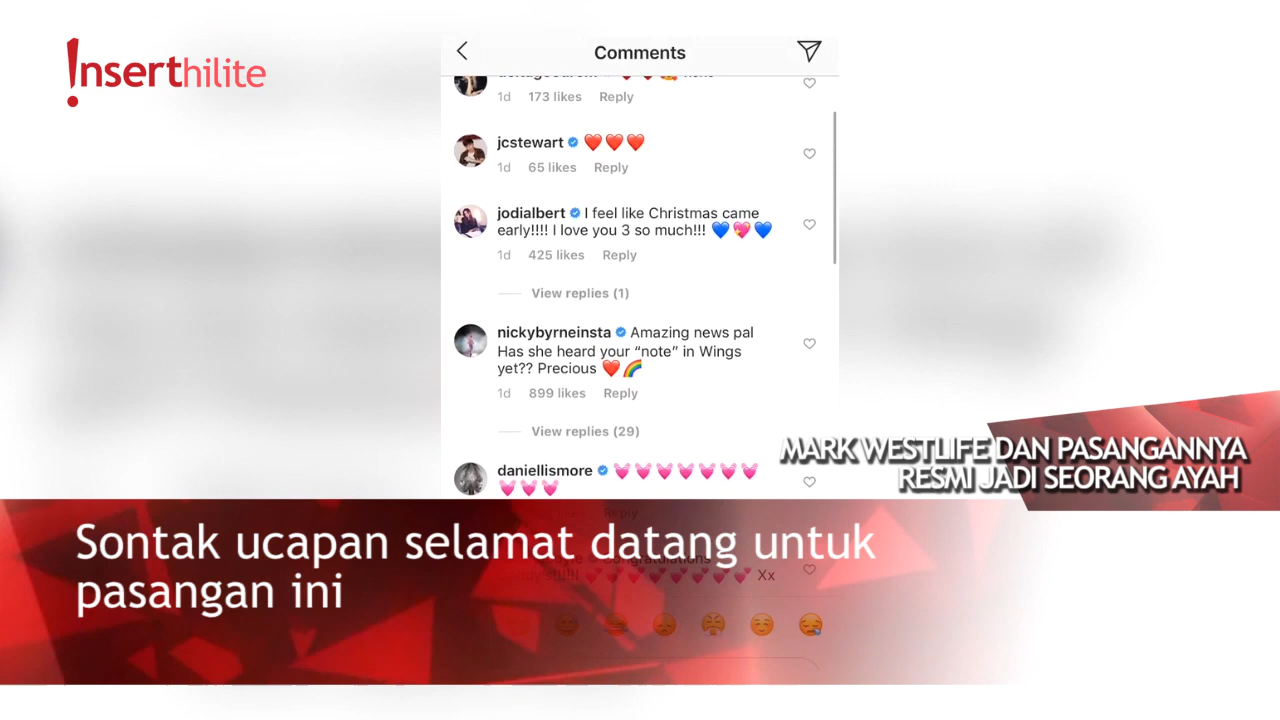 !nserthilite
Comments
1d 173 likes Reply
jcstewart ❤️❤️❤️
1d 65 likes Reply
jodialbert I feel like Christmas came
early!!!! I love you 3 so much!!! 💙💖💙
1d 425 likes Reply
View replies (1)
nickybyrneinsta Amazing news pal
Has she heard your “note” in Wings
yet?? Precious ❤️🌈
1d 899 likes Reply
View replies (29)
daniellismore 💓💓💓💓💓💓💓
💓💓💓
Reply
MARK WESTLIFE DAN PASANGANNYA
RESMI JADI SEORANG AYAH
Sontak ucapan selamat datang untuk
pasangan ini
Congratulations
Xx